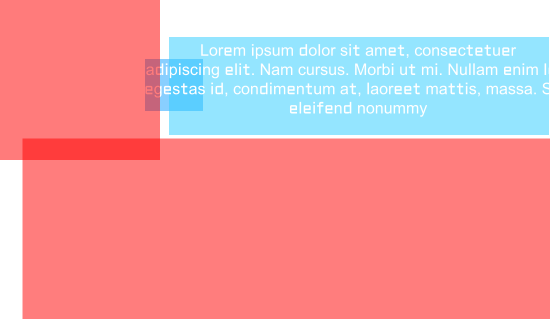 Lorem ipsum dolor sit amet, consectetuer
adipiscing elit. Nam cursus. Morbi ut mi. Nullam enim
egestas id, condimentum at, laoreet mattis, massa.
eleifend nonummy